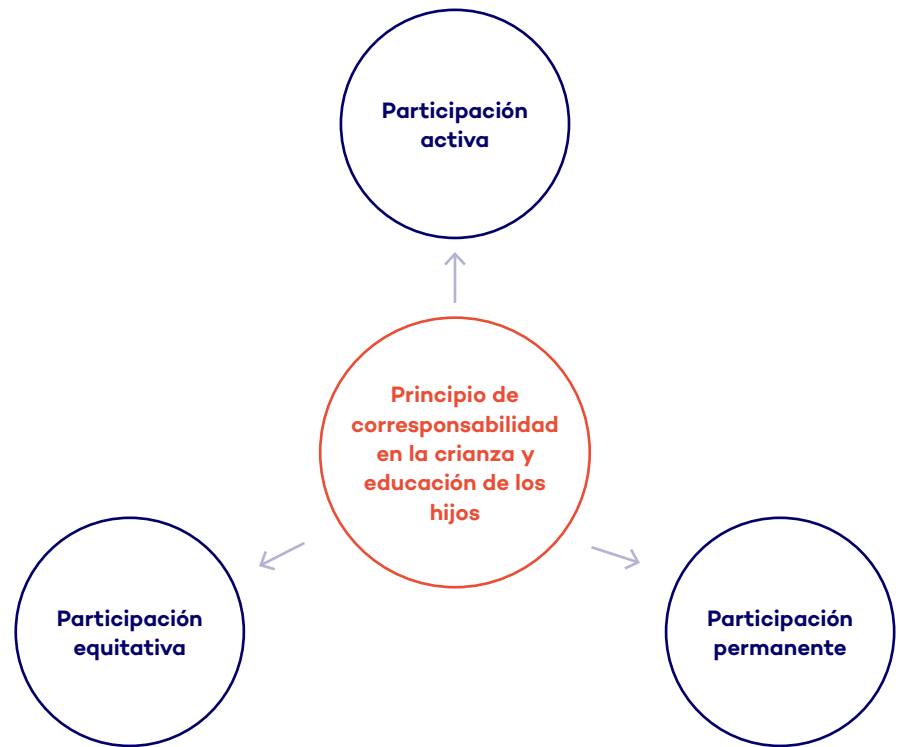 Participación
activa
Principio de
corresponsabilidad
en la crianza y
educación de los
hijos
Participación
equitativa
Participación
permanente